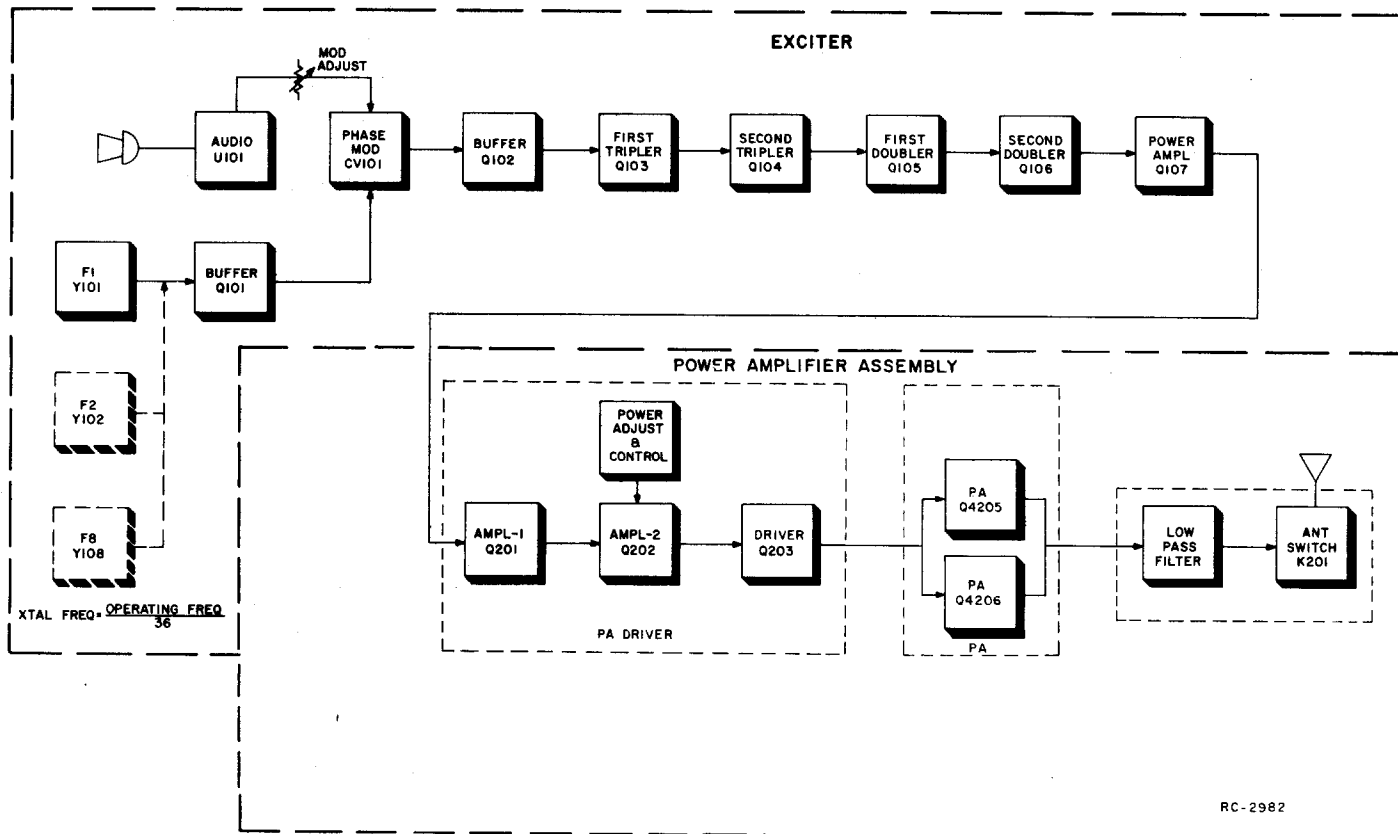 EXCITER
MOD
ADJUST
AUDIO
U101
PHASE
MOD
CV101
BUFFER
Q102
FIRST
TRIPLER
Q103
SECOND
TRIPLER
Q104
FIRST
DOUBLER
Q105
SECOND
DOUBLER
Q106
POWER
AMPL
Q107
F1
Y101
BUFFER
Q101
F2
Y102
F8
Y108
XTAL FREQ= OPERATING FREQ
36
POWER AMPLIFIER ASSEMBLY
POWER
ADJUST
&
CONTROL
AMPL-1
Q201
AMPL-2
Q202
DRIVER
Q203
PA DRIVER
PA
Q4205
PA
Q4206
PA
LOW
PASS
FILTER
ANT
SWITCH
K201
RC-2982